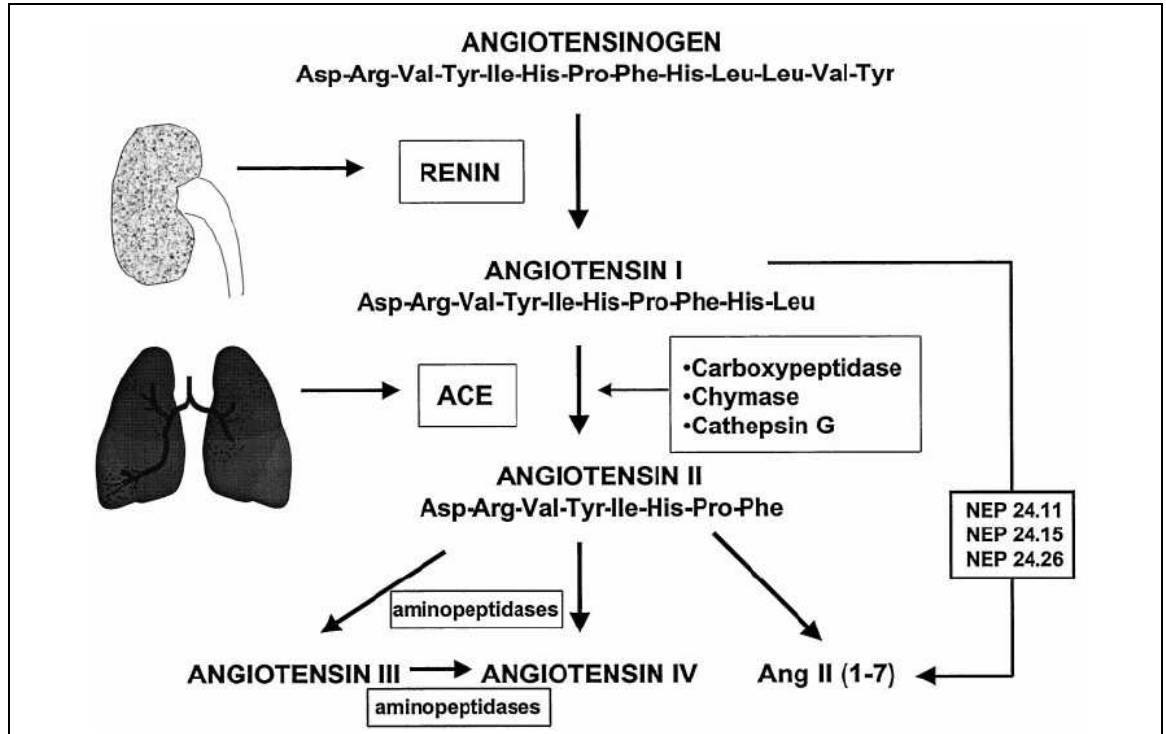 ANGIOTENSINOGEN
Asp-Arg-Val-Tyr-Ile-His-Pro-Phe-His-Leu-Leu-Val-Tyr
RENIN
ANGIOTENSIN I
Asp-Arg-Val-Tyr-Ile-His-Pro-Phe-His-Leu
ACE
•Carboxypeptidase
•Chymase
•Cathepsin G
ANGIOTENSIN II
Asp-Arg-Val-Tyr-Ile-His-Pro-Phe
NEP 24.11
NEP 24.15
NEP 24.26
aminopeptidases
ANGIOTENSIN III
ANGIOTENSIN IV
Ang II (1-7)
aminopeptidases